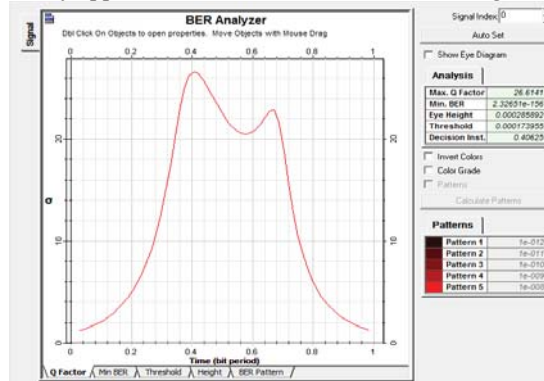 Signal
BER Analyzer
Dbl Click On Objects to open properties. Move Objects with Mouse Drag
0 0.2 0.4 0.6 0.8 1
20
10
0
Q
20
10
0
0 0.2 0.4 0.6 0.8 1
Time (bit period)
Q Factor Min BER Threshold Height BER Pattern
Signal Index: 0
Auto Set
Show Eye Diagram
Analysis
Max. Q Factor 26.6141
Min. BER 2.32651e-156
Eye Height 0.000285892
Threshold 0.000173955
Decision Inst. 0.40625
Invert Colors
Color Grade
Patterns
Calculate Patterns
Patterns
Pattern 1 1e-012
Pattern 2 1e-011
Pattern 3 1e-010
Pattern 4 1e-009
Pattern 5 1e-008